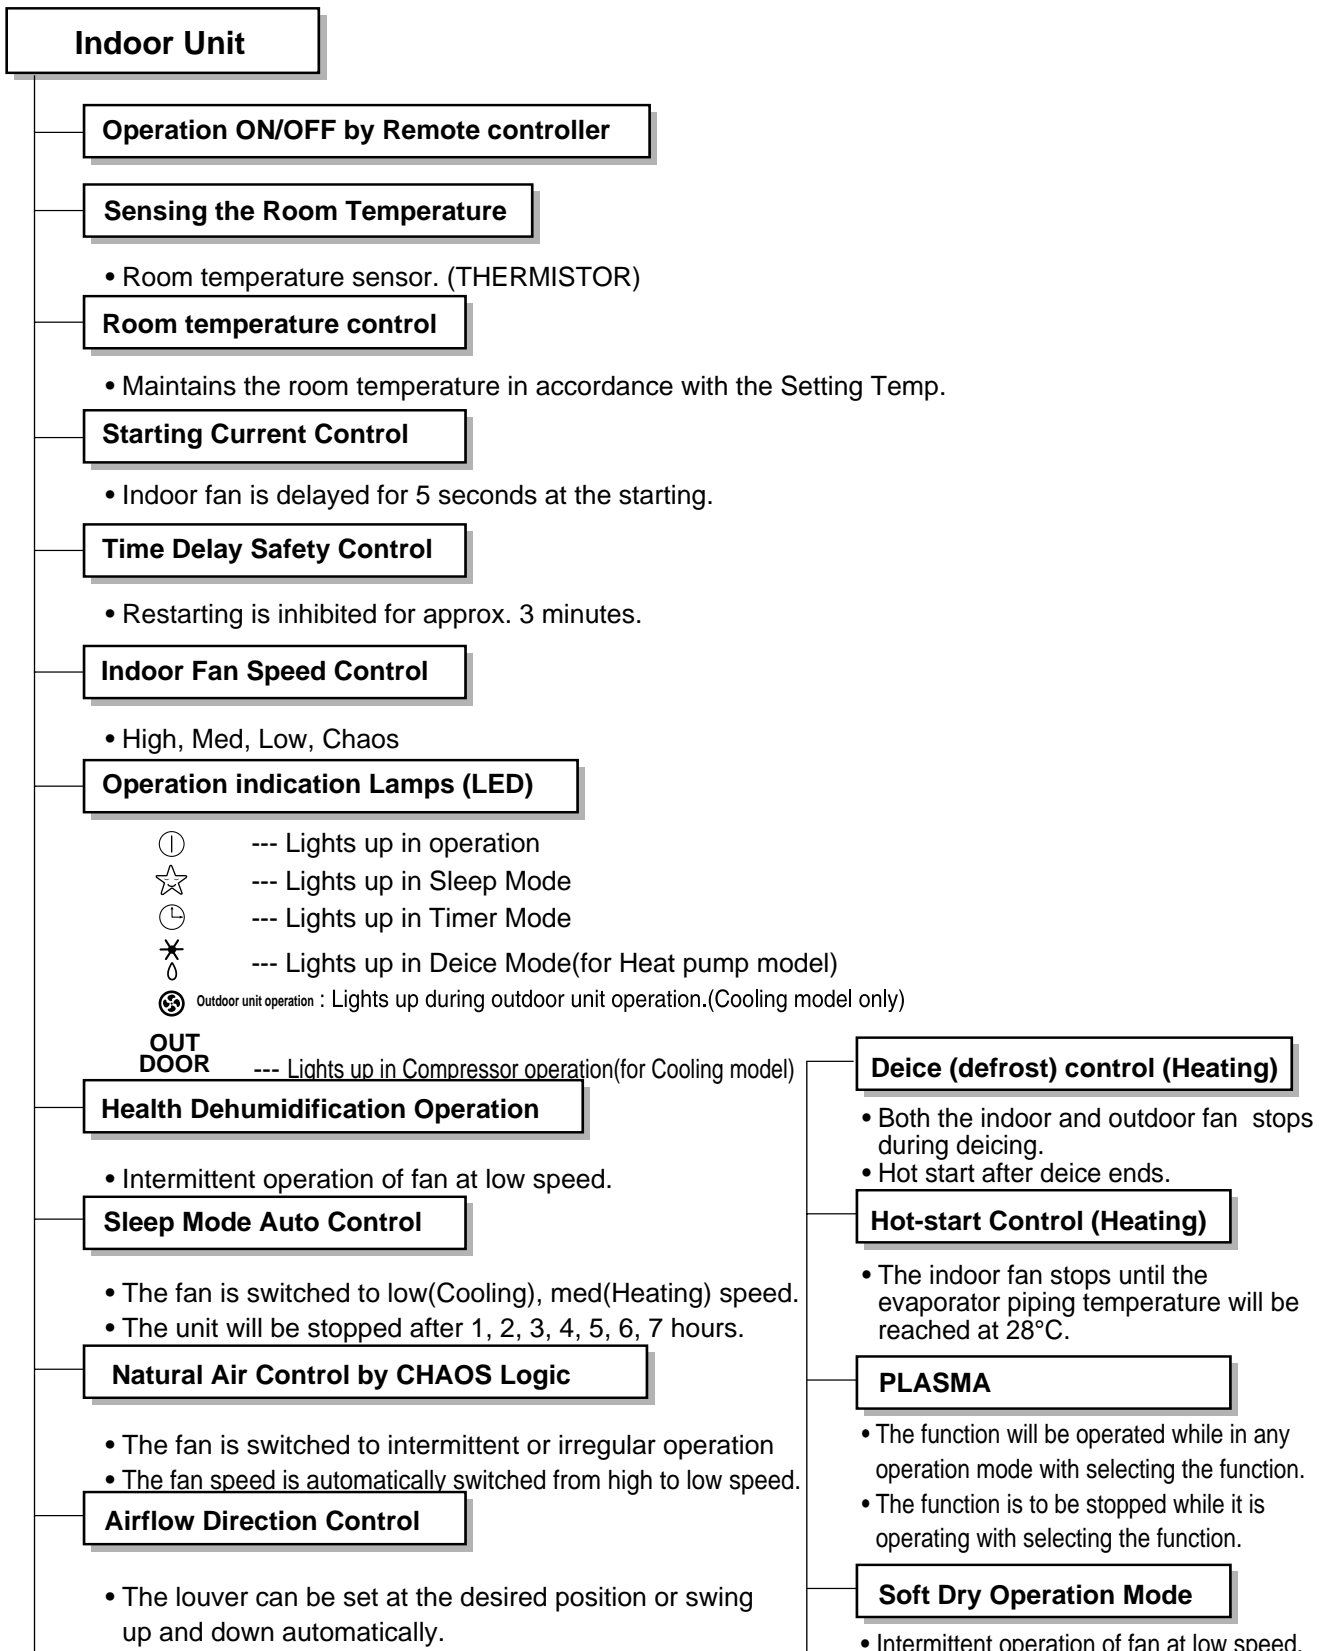 Indoor Unit
Operation ON/OFF by Remote controller
Sensing the Room Temperature
• Room temperature sensor. (THERMISTOR)
Room temperature control
• Maintains the room temperature in accordance with the Setting Temp.
Starting Current Control
• Indoor fan is delayed for 5 seconds at the starting.
Time Delay Safety Control
• Restarting is inhibited for approx. 3 minutes.
Indoor Fan Speed Control
• High, Med, Low, Chaos
Operation indication Lamps (LED)
--- Lights up in operation
--- Lights up in Sleep Mode
--- Lights up in Timer Mode
--- Lights up in Deice Mode(for Heat pump model)
Outdoor unit operation : Lights up during outdoor unit operation.(Cooling model only)
OUT
DOOR --- Lights up in Compressor operation(for Cooling model)
Health Dehumidification Operation
• Intermittent operation of fan at low speed.
Sleep Mode Auto Control
• The fan is switched to low(Cooling), med(Heating) speed.
• The unit will be stopped after 1, 2, 3, 4, 5, 6, 7 hours.
Natural Air Control by CHAOS Logic
• The fan is switched to intermittent or irregular operation
• The fan speed is automatically switched from high to low speed.
Airflow Direction Control
• The louver can be set at the desired position or swing
up and down automatically.
Deice (defrost) control (Heating)
• Both the indoor and outdoor fan stops
during deicing.
• Hot start after deice ends.
Hot-start Control (Heating)
• The indoor fan stops until the
evaporator piping temperature will be
reached at 28°C.
PLASMA
• The function will be operated while in any
operation mode with selecting the function.
• The function is to be stopped while it is
operating with selecting the function.
Soft Dry Operation Mode
• Intermittent operation of fan at low speed.